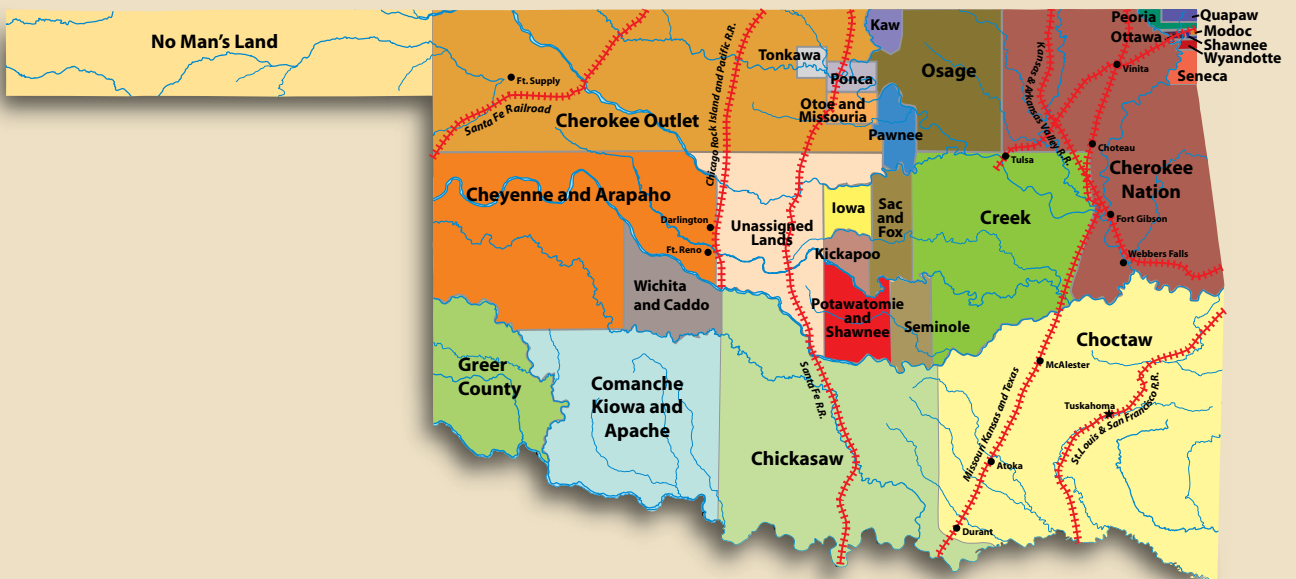 No Man's Land
Ft. Supply
Santa Fe Railroad
Cherokee Outlet
Chicago Rock Island and Pacific R.R.
Tonkawa
Ponca
Otoe and
Missouria
Kaw
Osage
Pawnee
Kansas & Arkansas Valley R.R.
Peoria
Quapaw
Ottawa
Modoc
Shawnee
Wyandotte
Seneca
Vinita
Choteau
Tulsa
Cherokee
Nation
Fort Gibson
Webbers Falls
Cheyenne and Arapaho
Darlington
Ft. Reno
Unassigned
Lands
Iowa
Sac
and
Fox
Creek
Kickapoo
Wichita
and Caddo
Potawatomie
and
Shawnee
Seminole
Greer
County
Comanche
Kiowa and
Apache
Chickasaw
Santa Fe R.R.
Choctaw
McAlester
Tuskahoma
Missouri Kansas and Texas
St. Louis & San Francisco R.R.
Atoka
Durant